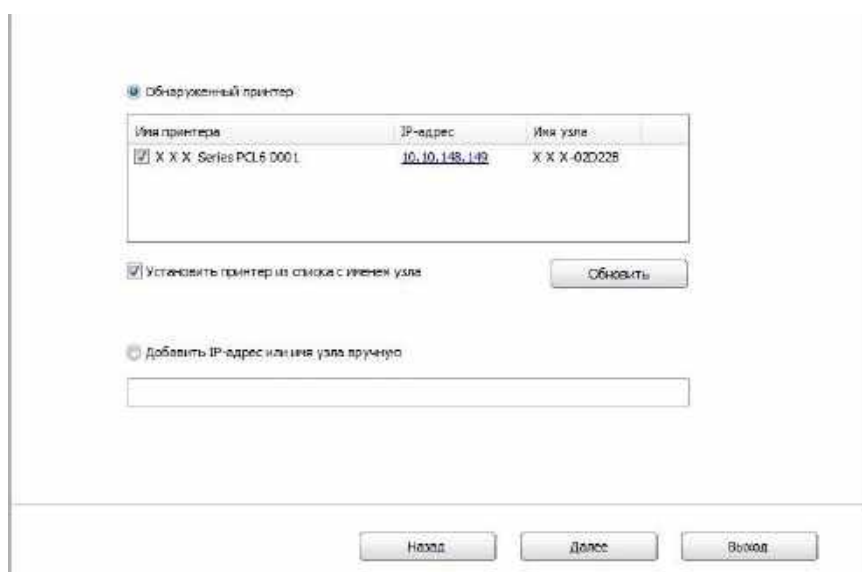 Обнаруженный принтер
Имя принтера IP-адрес Имя узла
X X X Series PCL6 0001 10.10.148.149 X X X-02D22B
Установить принтер из списка с именем узла Обновить
Добавить IP-адрес или имя узла вручную
Назад Далее Выход